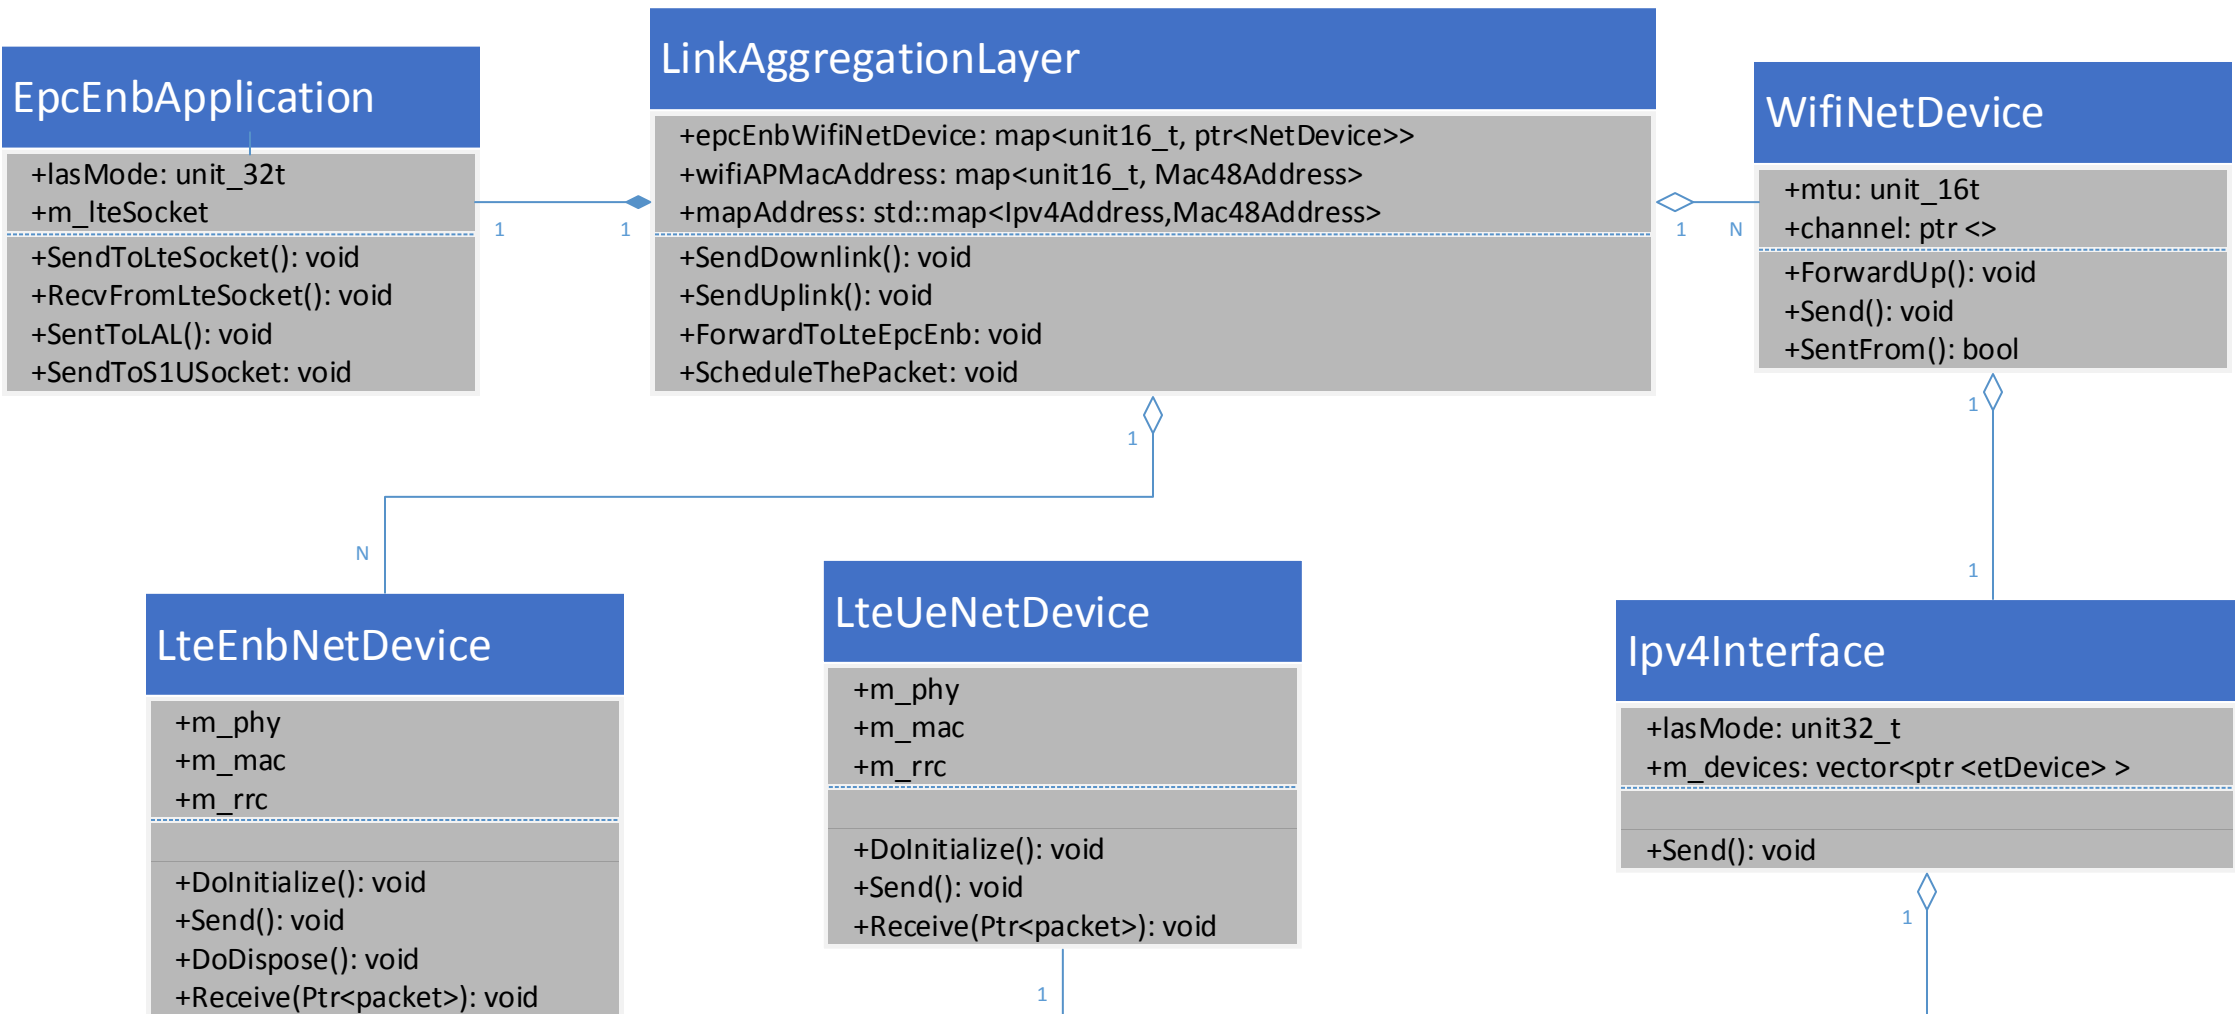 EpcEnbApplication
+lasMode: unit_32t
+m_lteSocket
+SendToLteSocket(): void
+RecvFromLteSocket(): void
+SentToLAL(): void
+SendToS1USocket: void
1
1
LinkAggregationLayer
+epcEnbWifiNetDevice: map<unit16_t, ptr<NetDevice>>
+wifiAPMacAddress: map<unit16_t, Mac48Address>
+mapAddress: std::map<Ipv4Address,Mac48Address>
+SendDownlink(): void
+SendUplink(): void
+ForwardToLteEpcEnb: void
+ScheduleThePacket: void
1
N
WifiNetDevice
+mtu: unit_16t
+channel: ptr <>
+ForwardUp(): void
+Send(): void
+SentFrom(): bool
1
1
1
N
LteEnbNetDevice
+m_phy
+m_mac
+m_rrc
+DoInitialize(): void
+Send(): void
+DoDispose(): void
+Receive(Ptr<packet>): void
LteUeNetDevice
+m_phy
+m_mac
+m_rrc
+DoInitialize(): void
+Send(): void
+Receive(Ptr<packet>): void
1
Ipv4Interface
+lasMode: unit32_t
+m_devices: vector<ptr <etDevice> >
+Send(): void
1